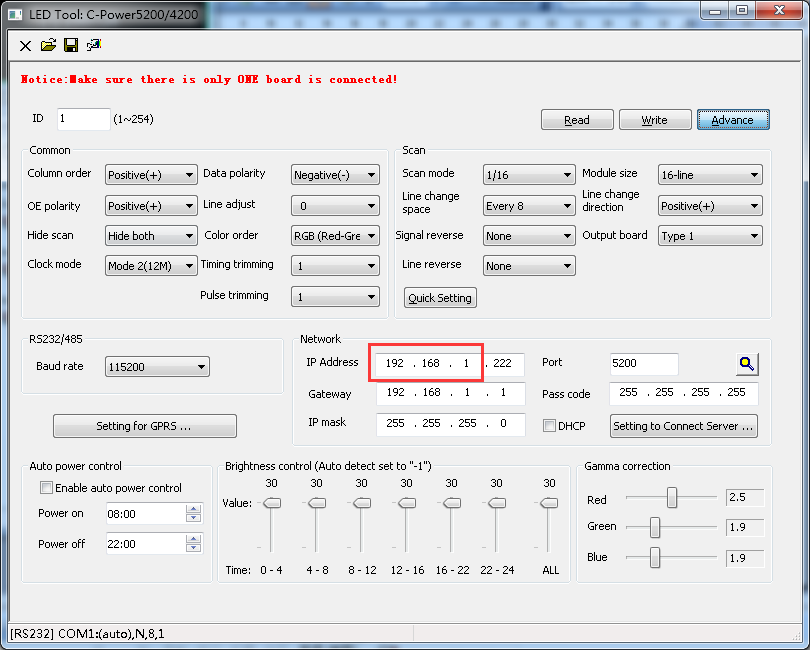 LED Tool: C-Power5200/4200
Notice:Make sure there is only ONE board is connected!
ID 1 (1~254) Read Write Advance
Common
Column order Positive(+) Data polarity Negative(-)
OE polarity Positive(+) Line adjust 0
Hide scan Hide both Color order RGB (Red-Gre
Clock mode Mode 2(12M) Timing trimming 1
Pulse trimming 1
Scan
Scan mode 1/16 Module size 16-line
Line change space Every 8 Line change direction Positive(+)
Signal reverse None Output board Type 1
Line reverse None
Quick Setting
RS232/485
Baud rate 115200
Setting for GPRS ...
Network
IP Address 192 . 168 . 1 . 222 Port 5200
Gateway 192 . 168 . 1 . 1 Pass code 255 . 255 . 255 . 255
IP mask 255 . 255 . 255 . 0 DHCP Setting to Connect Server ...
Auto power control
Enable auto power control
Power on 08:00
Power off 22:00
Brightness control (Auto detect set to "-1")
30 30 30 30 30 30 30
Value:
Time: 0 - 4 4 - 8 8 - 12 12 - 16 16 - 22 22 - 24 ALL
Gamma correction
Red 2.5
Green 1.9
Blue 1.9
[RS232] COM1:(auto),N,8,1